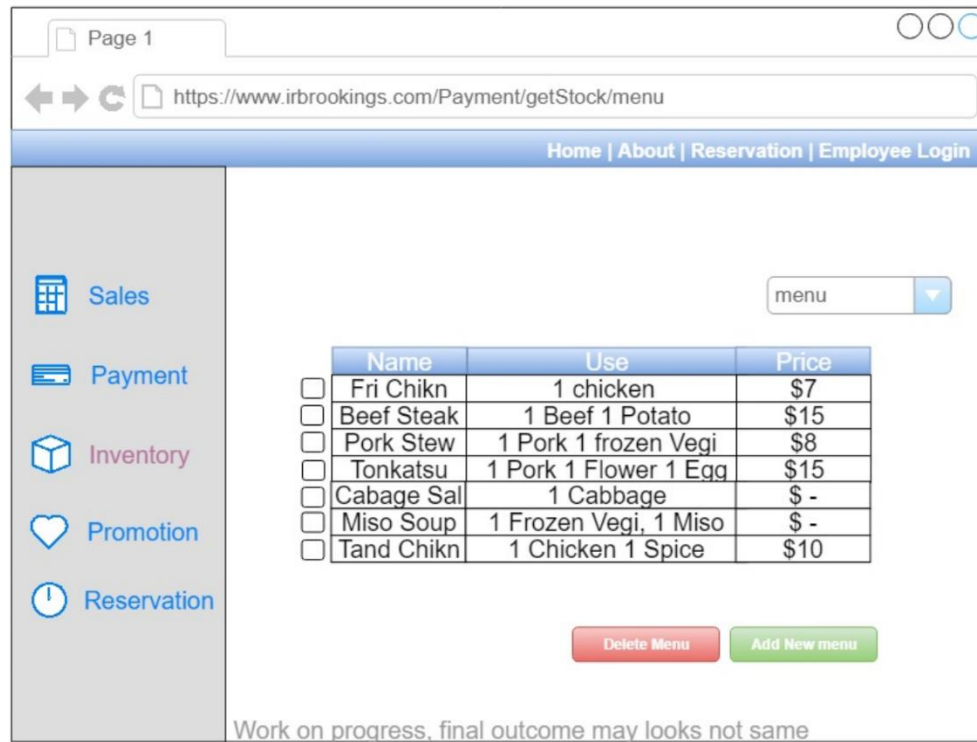 Page 1
https://www.irbrookings.com/Payment/getStock/menu
Home | About | Reservation | Employee Login
Sales
Payment
Inventory
Promotion
Reservation
menu
Name Use Price
Fri Chikn 1 chicken $7
Beef Steak 1 Beef 1 Potato $15
Pork Stew 1 Pork 1 frozen Vegi $8
Tonkatsu 1 Pork 1 Flower 1 Egg $15
Cabage Sal 1 Cabbage $ -
Miso Soup 1 Frozen Vegi, 1 Miso $ -
Tand Chikn 1 Chicken 1 Spice $10
Delete Menu Add New menu
Work on progress, final outcome may looks not same